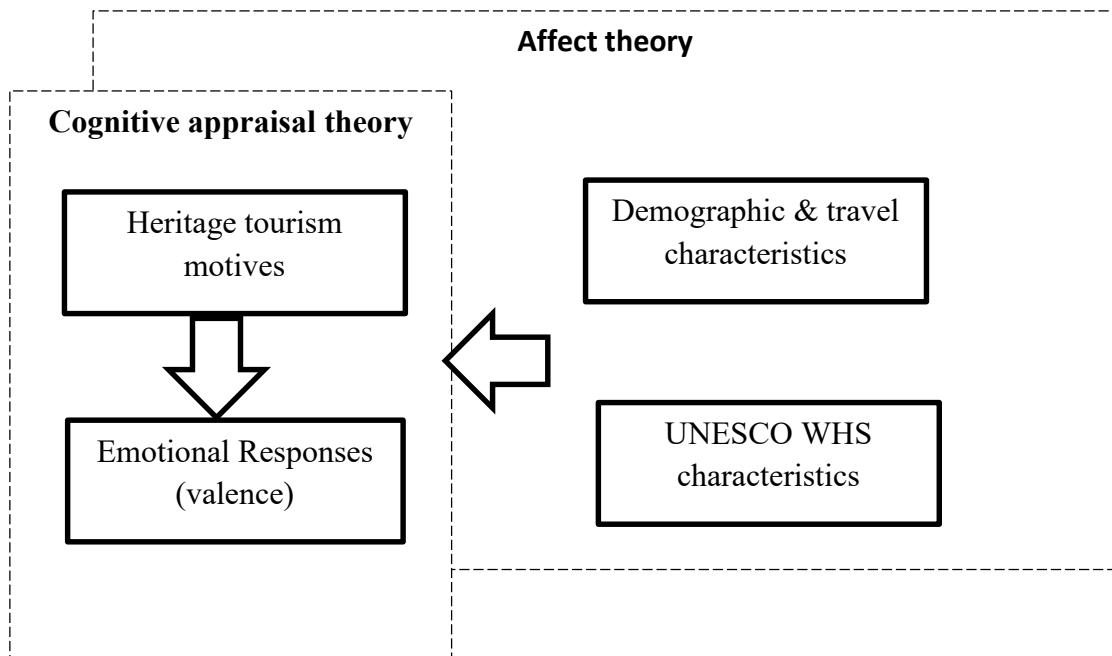 Affect theory
Cognitive appraisal theory
Heritage tourism
motives
Demographic & travel
characteristics
Emotional Responses
(valence)
UNESCO WHS
characteristics